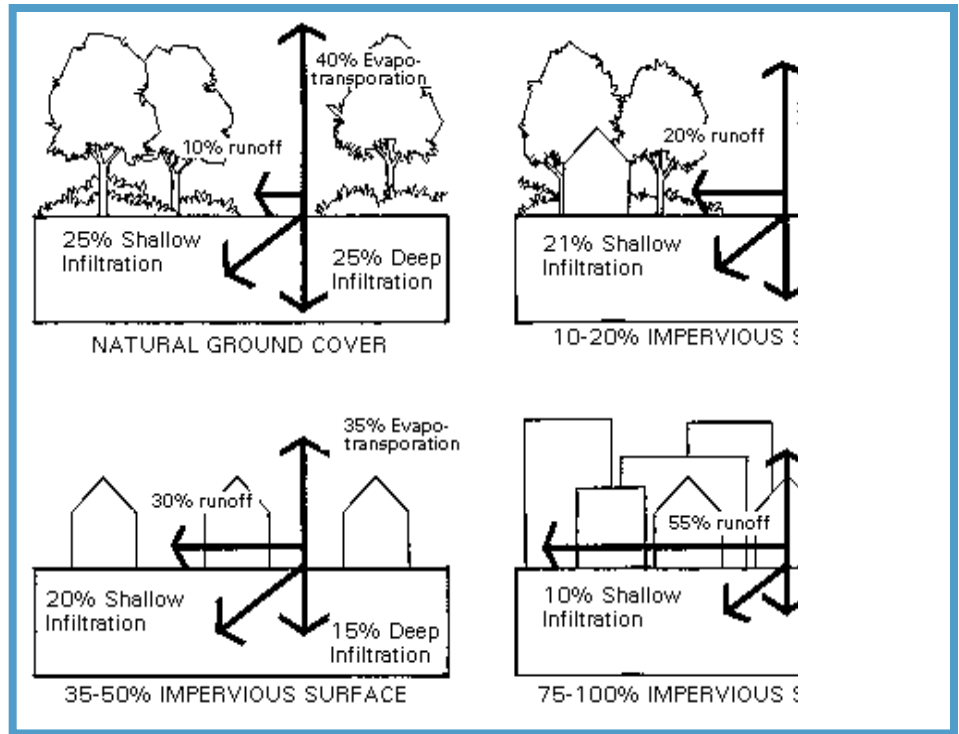 40% Evapo-
transporation
10% runoff
25% Shallow
Infiltration
25% Deep
Infiltration
NATURAL GROUND COVER
20% runoff
21% Shallow
Infiltration
10-20% IMPERVIOUS S
35% Evapo-
transporation
30% runoff
20% Shallow
Infiltration
15% Deep
Infiltration
35-50% IMPERVIOUS SURFACE
55% runoff
10% Shallow
Infiltration
75-100% IMPERVIOUS S